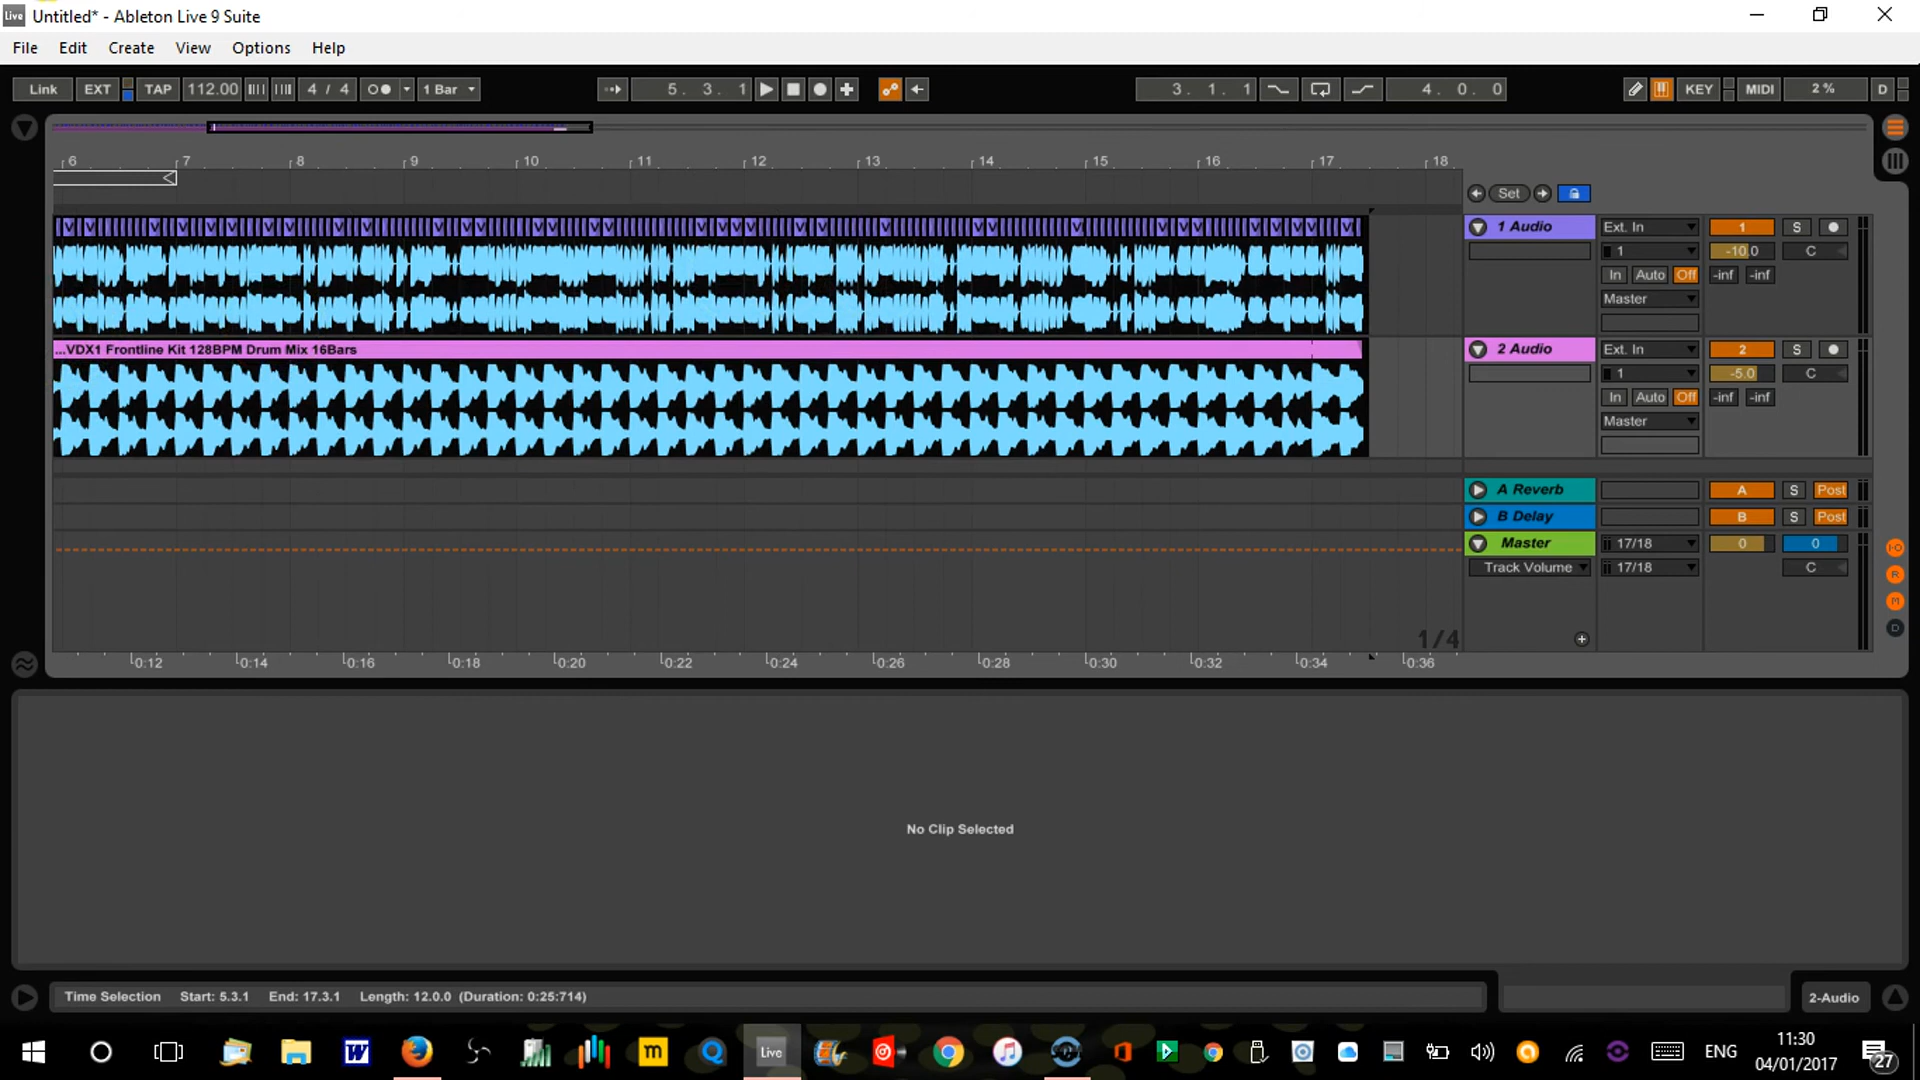 Live Untitled* - Ableton Live 9 Suite
File Edit Create View Options Help
Link EXT TAP 112.00 4 / 4 1 Bar 5. 3. 1 3. 1. 1 4. 0. 0 KEY MIDI 2 % D
6 7 8 9 10 11 12 13 14 15 16 17 18
Set
1 Audio Ext. In 1 S
1 -10.0 C
In Auto Off -inf -inf
Master
...VDX1 Frontline Kit 128BPM Drum Mix 16Bars
2 Audio Ext. In 2 S
1 -5.0 C
In Auto Off -inf -inf
Master
A Reverb A S Post
B Delay B S Post
Master 17/18 0 0
Track Volume 17/18 C
I-O
R
M
D
1/4
0:12 0:14 0:16 0:18 0:20 0:22 0:24 0:26 0:28 0:30 0:32 0:34 0:36
No Clip Selected
Time Selection Start: 5.3.1 End: 17.3.1 Length: 12.0.0 (Duration: 0:25:714)
2-Audio
W m Live ENG
11:30
04/01/2017
27